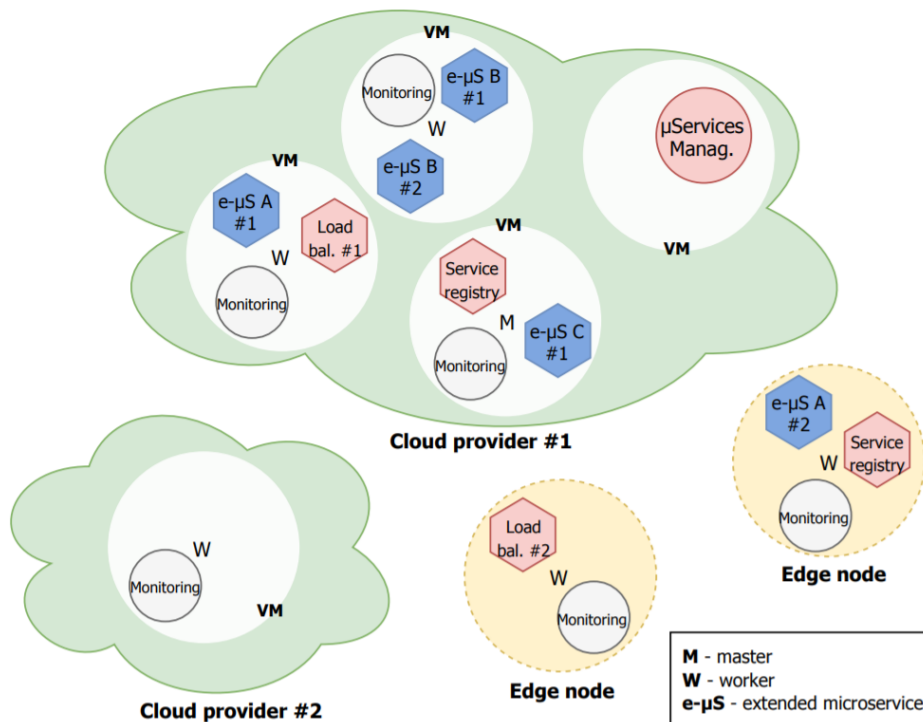 VM
Monitoring
e-µS B
#1
W
e-µS B
#2
µServices
Manag.
VM
VM
e-µS A
#1
Load
bal. #1
W
Monitoring
VM
Service
registry
M
e-µS C
#1
Monitoring
Cloud provider #1
e-µS A
#2
Service
registry
W
Monitoring
Edge node
W
Monitoring
VM
Cloud provider #2
Load
bal. #2
W
Monitoring
Edge node
M - master
W - worker
e-µS - extended microservice